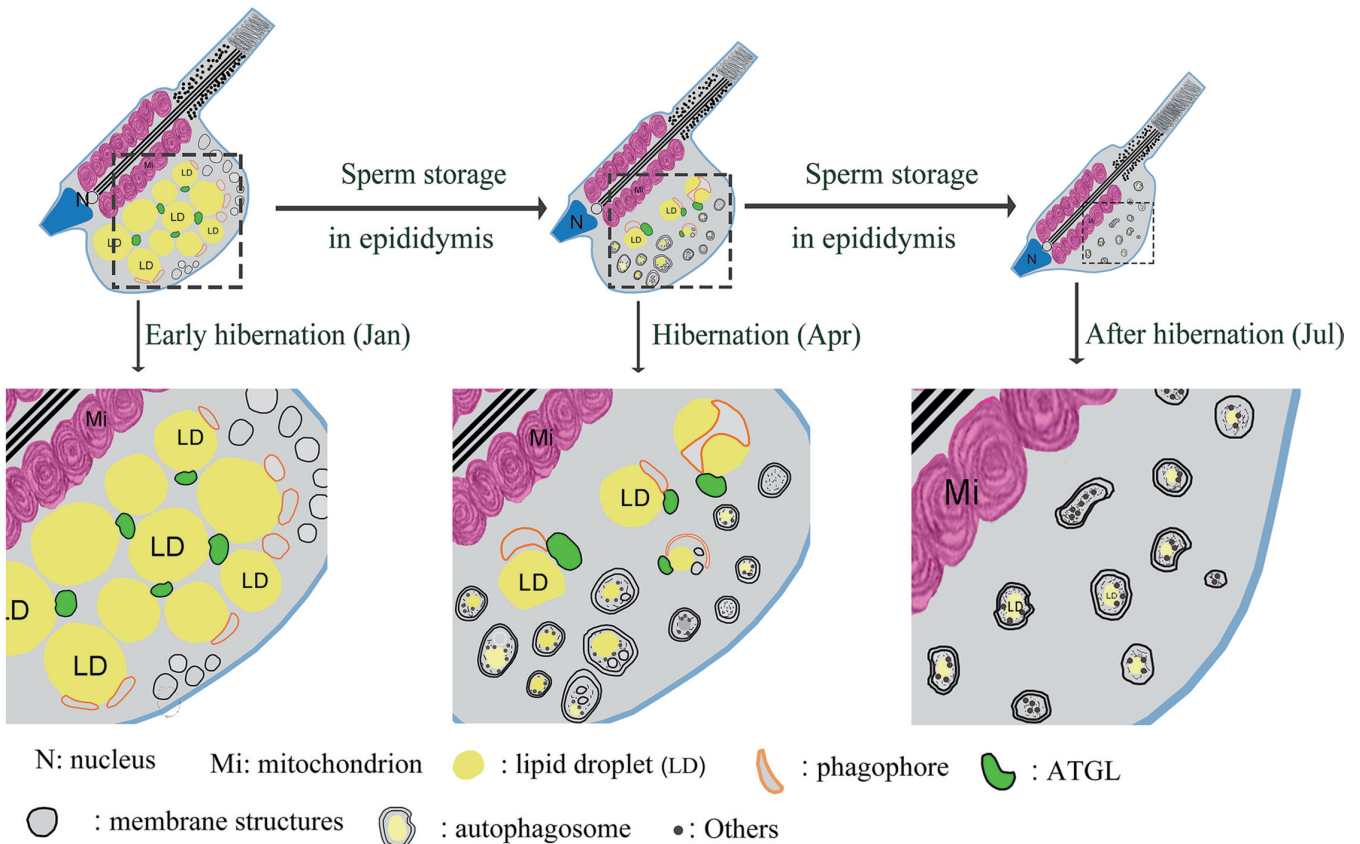 Mi
LD
N
LD
LD
LD
LD
Sperm storage
in epididymis
Mi
LD
N
LD
Sperm storage
in epididymis
N
Early hibernation (Jan)
Hibernation (Apr)
After hibernation (Jul)
Mi
LD
LD
LD
LD
LD
Mi
LD
LD
Mi
LD
LD
N: nucleus
Mi: mitochondrion
: lipid droplet (LD)
: phagophore
: ATGL
: membrane structures
: autophagosome
: Others